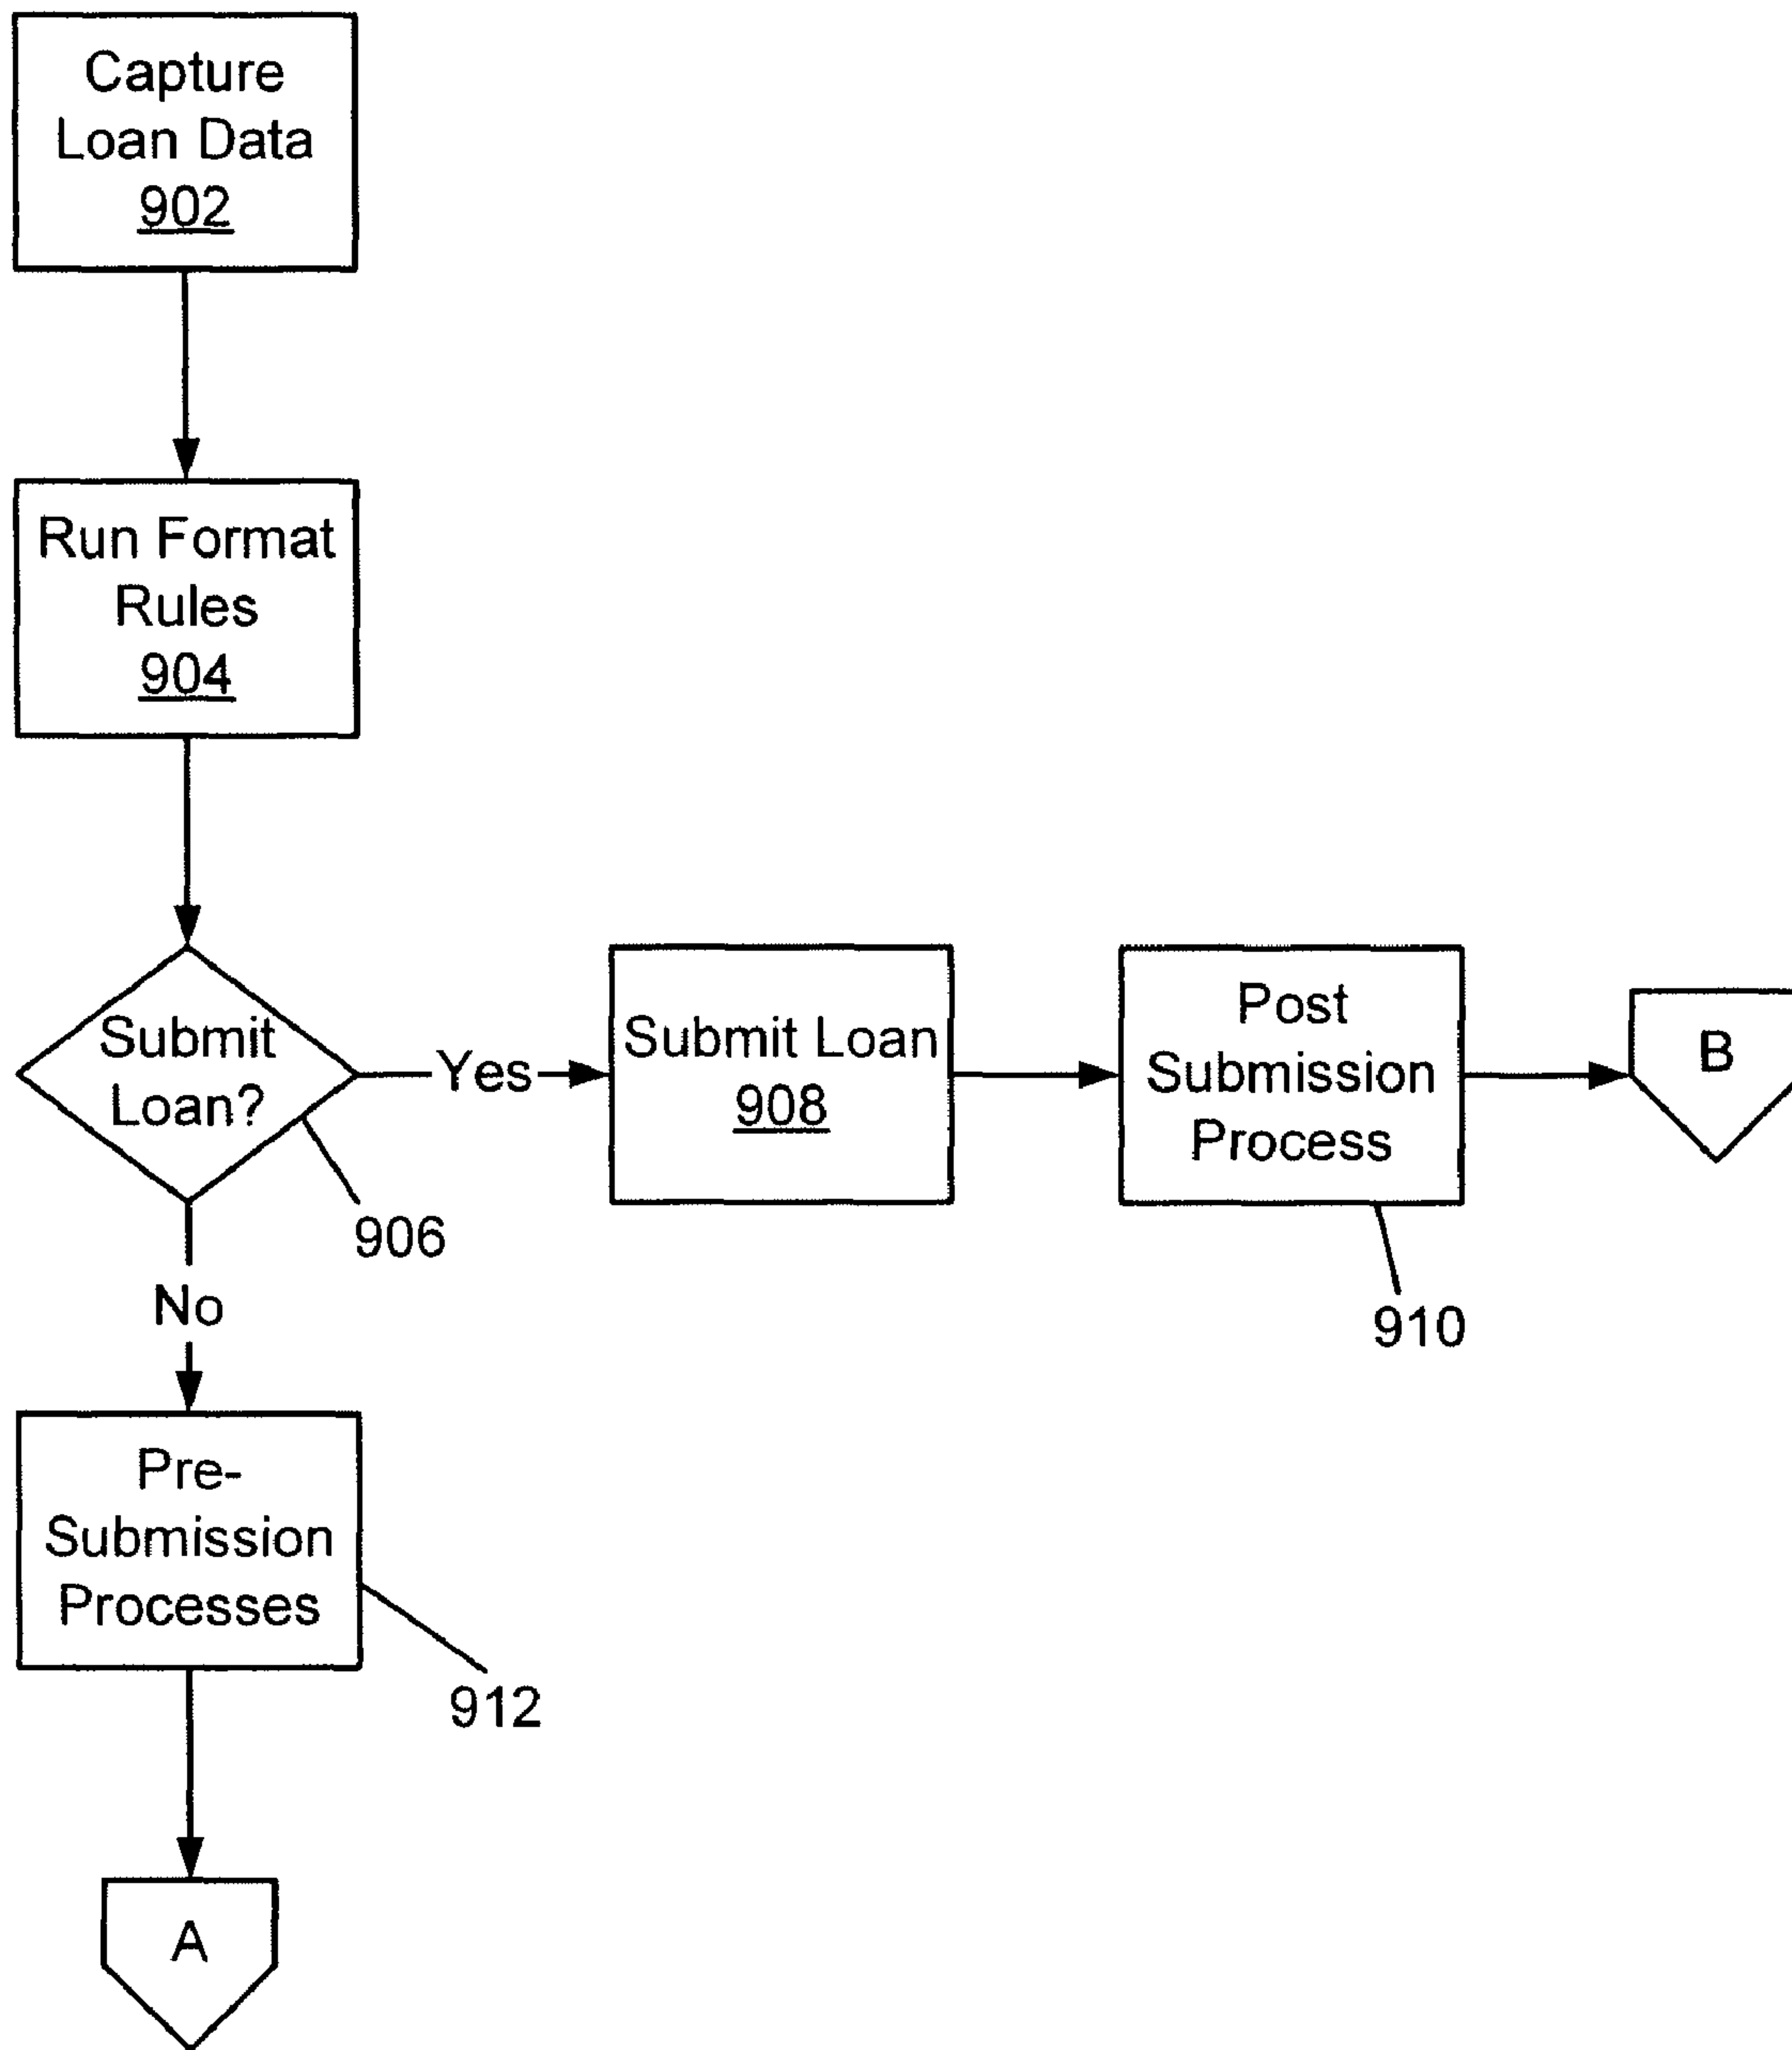 Capture
Loan Data
902
Run Format
Rules
904
Submit
Loan?
906
Yes
Submit Loan
908
Post
Submission
Process
910
B
No
Pre-
Submission
Processes
912
A